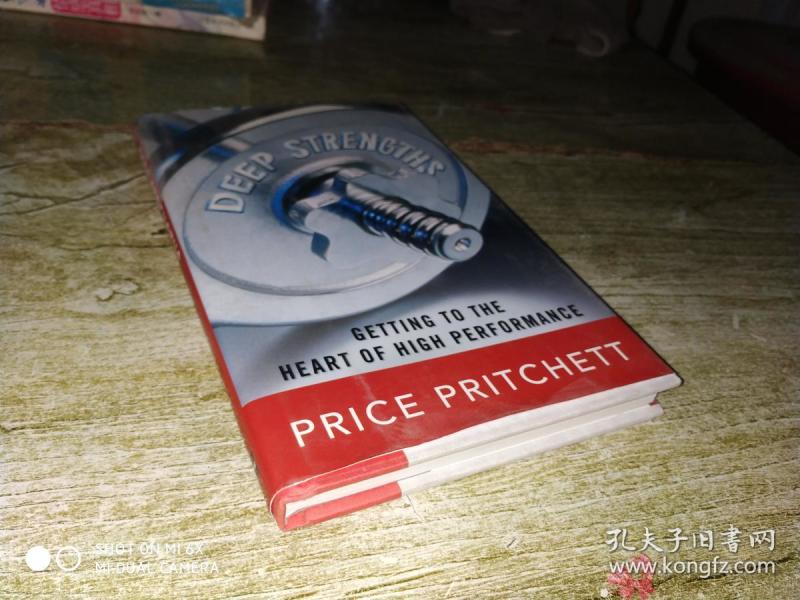 DEEP STRENGTHS
GETTING TO THE
HEART OF HIGH PERFORMANCE
PRICE PRITCHETT
SHOT ON MI 6X
MI DUAL CAMERA
孔夫子旧書网
www.kongfz.com